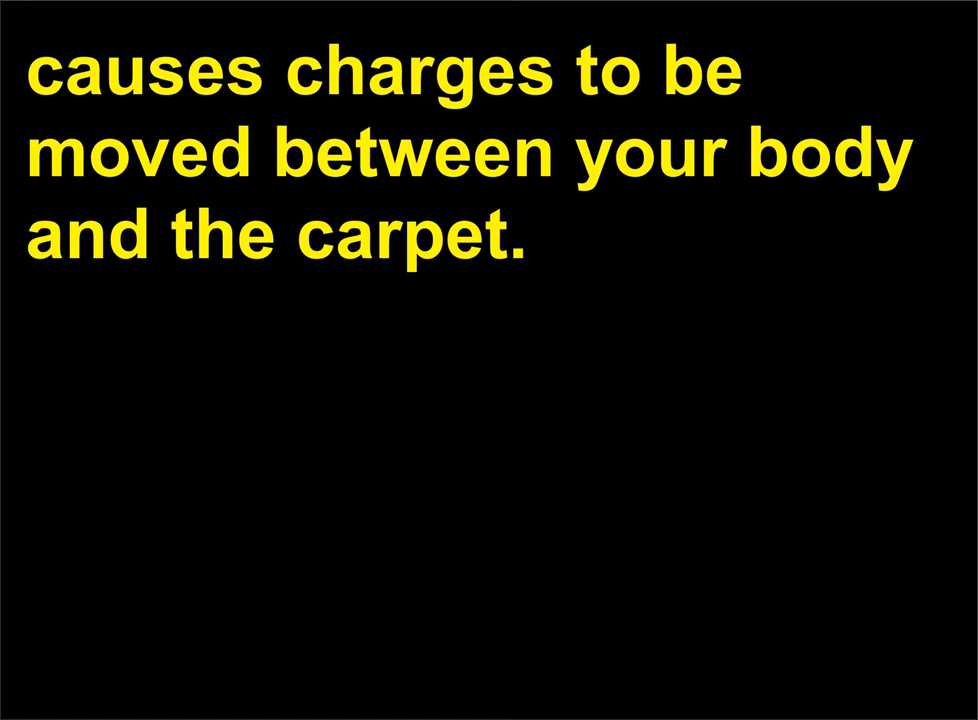 causes charges to be
moved between your body
and the carpet.